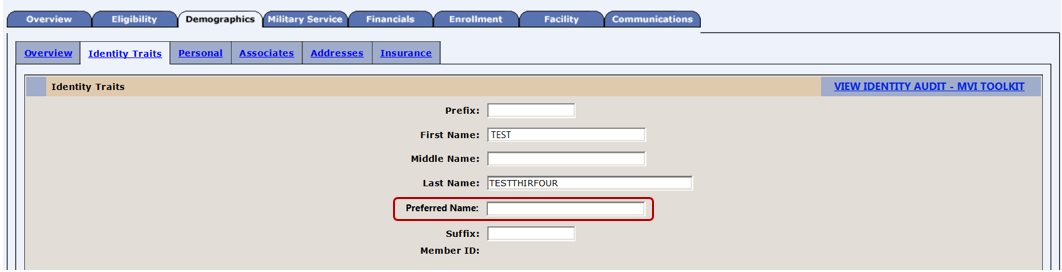 Overview Eligibility Demographics Military Service Financials Enrollment Facility Communications
Overview Identity Traits Personal Associates Addresses Insurance
Identity Traits VIEW IDENTITY AUDIT - MVI TOOLKIT
Prefix:
First Name: TEST
Middle Name:
Last Name: TESTTHIRFOUR
Preferred Name:
Suffix:
Member ID: